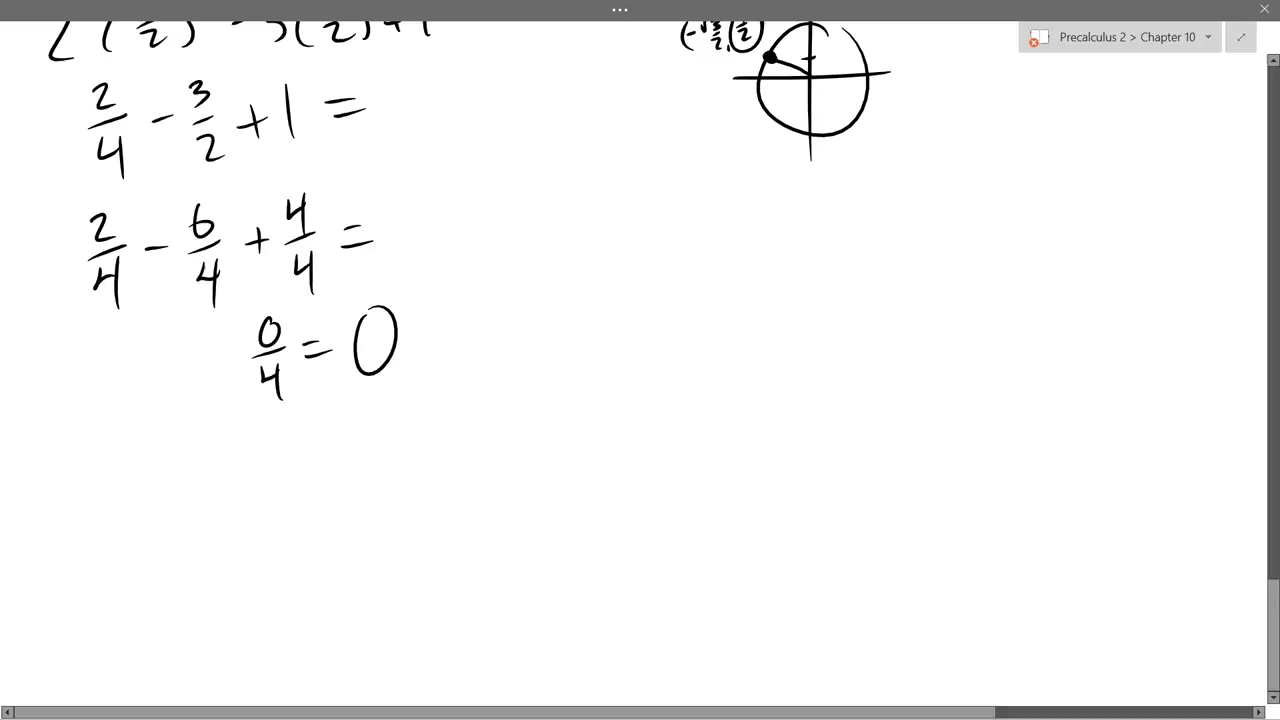 Precalculus 2 > Chapter 10
2/4 - 3/2 + 1 =
2/4 - 6/4 + 4/4 =
0/4 = 0